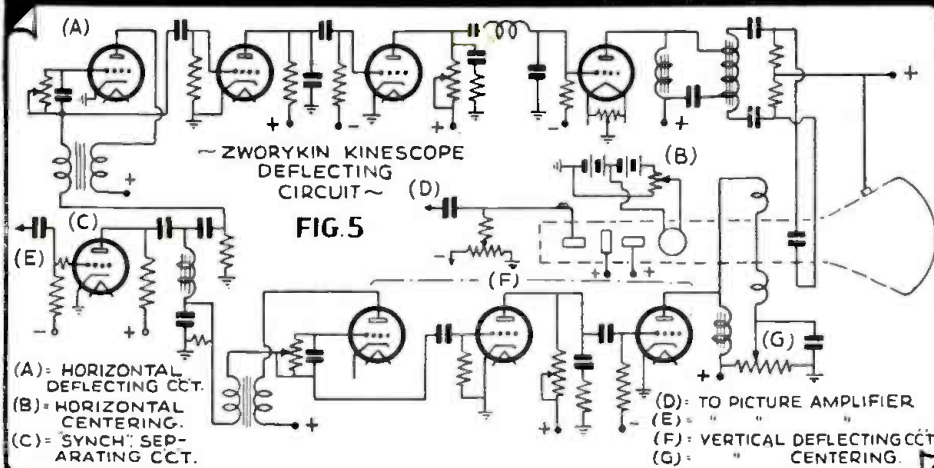 (A)
~ ZWORYKIN KINESCOPE
DEFLECTING
CIRCUIT ~
FIG.5
(B)
(D)
(C)
(E)
(F)
(G)
(A)= HORIZONTAL
DEFLECTING CCT.
(B)= HORIZONTAL
CENTERING.
(C)= "SYNCH" SEP-
ARATING CCT.
(D)= TO PICTURE AMPLIFIER
(E)= " " "
(F)= VERTICAL DEFLECTING CCT
(G)= " CENTERING.